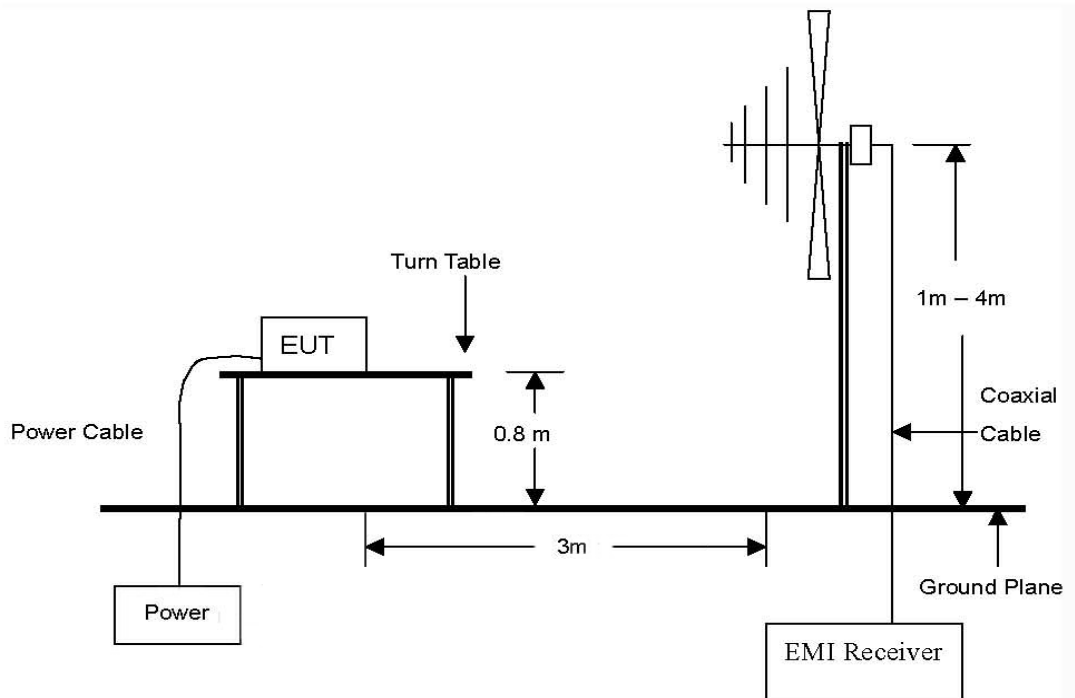 Turn Table
1m – 4m
EUT
Coaxial
Cable
Power Cable
0.8 m
3m
Ground Plane
Power
EMI Receiver